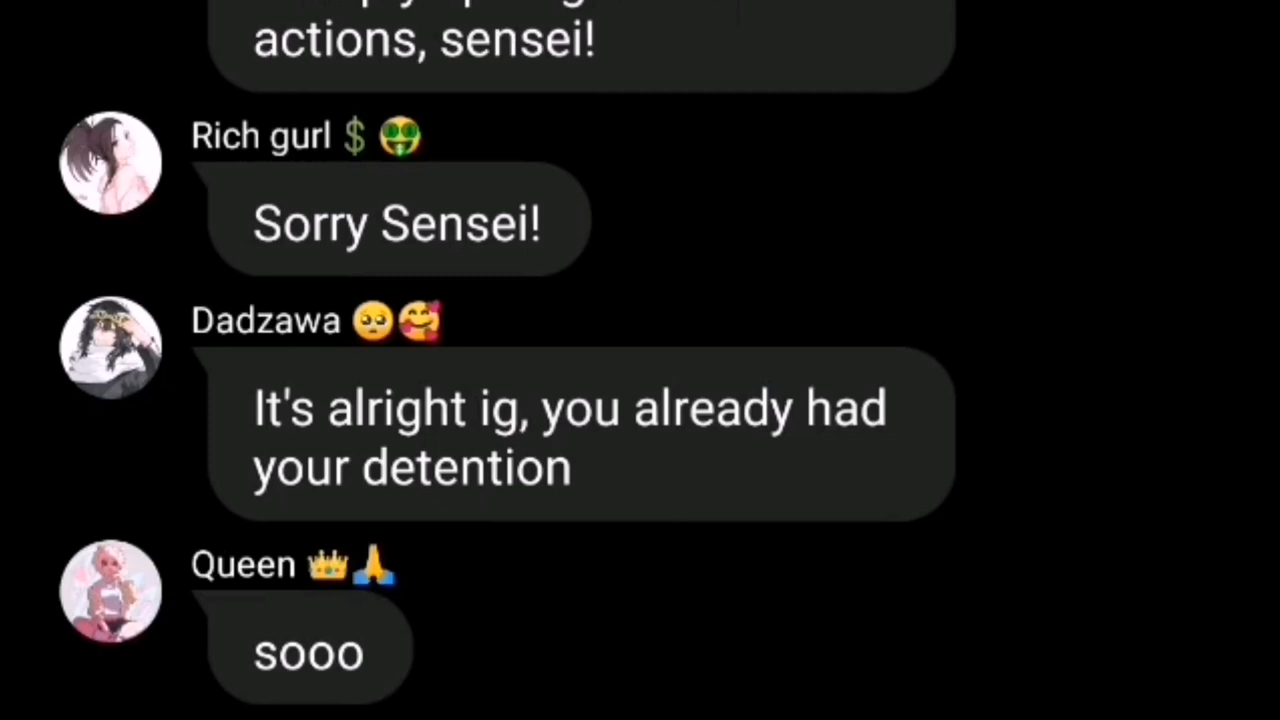 actions, sensei!
Rich gurl 💲 🤑
Sorry Sensei!
Dadzawa 🥺🥰
It's alright ig, you already had
your detention
Queen 👑🙏
sooo